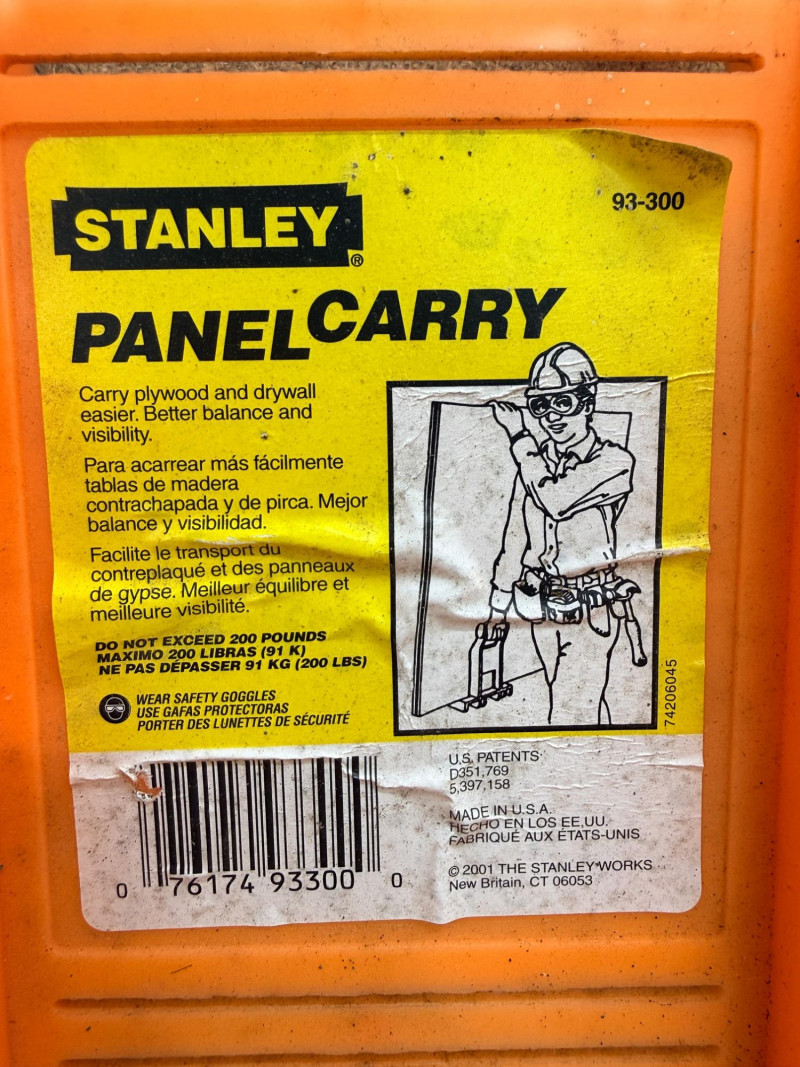 STANLEY®
93-300
PANEL CARRY
Carry plywood and drywall
easier. Better balance and
visibility.
Para acarrear más fácilmente
tablas de madera
contrachapada y de pirca. Mejor
balance y visibilidad.
Facilite le transport du
contreplaqué et des panneaux
de gypse. Meilleur équilibre et
meilleure visibilité.
DO NOT EXCEED 200 POUNDS
MAXIMO 200 LIBRAS (91 K)
NE PAS DÉPASSER 91 KG (200 LBS)
WEAR SAFETY GOGGLES
USE GAFAS PROTECTORAS
PORTER DES LUNETTES DE SÉCURITÉ
74206045
0 76174 93300 0
U.S. PATENTS:
D351,769
5,397,158
MADE IN U.S.A.
HECHO EN LOS EE.UU.
FABRIQUÉ AUX ÉTATS-UNIS
© 2001 THE STANLEY WORKS
New Britain, CT 06053